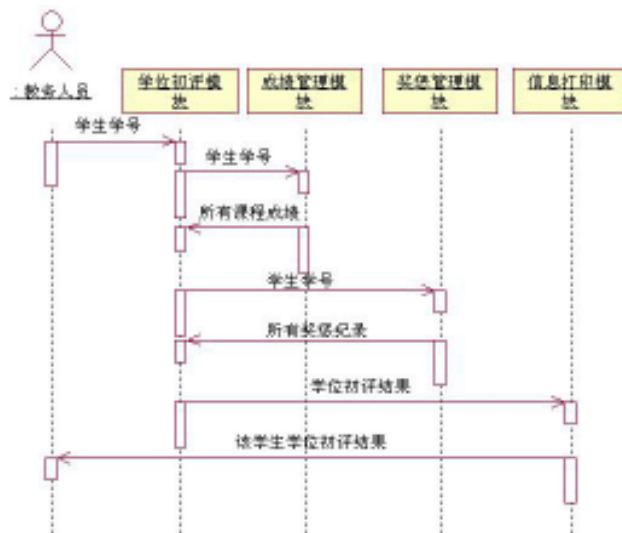 :教务人员
学位初评模
块
成绩管理模
块
奖惩管理模
块
信息打印模
块
学生学号
学生学号
所有课程成绩
学生学号
所有奖惩纪录
学位初评结果
该学生学位初评结果